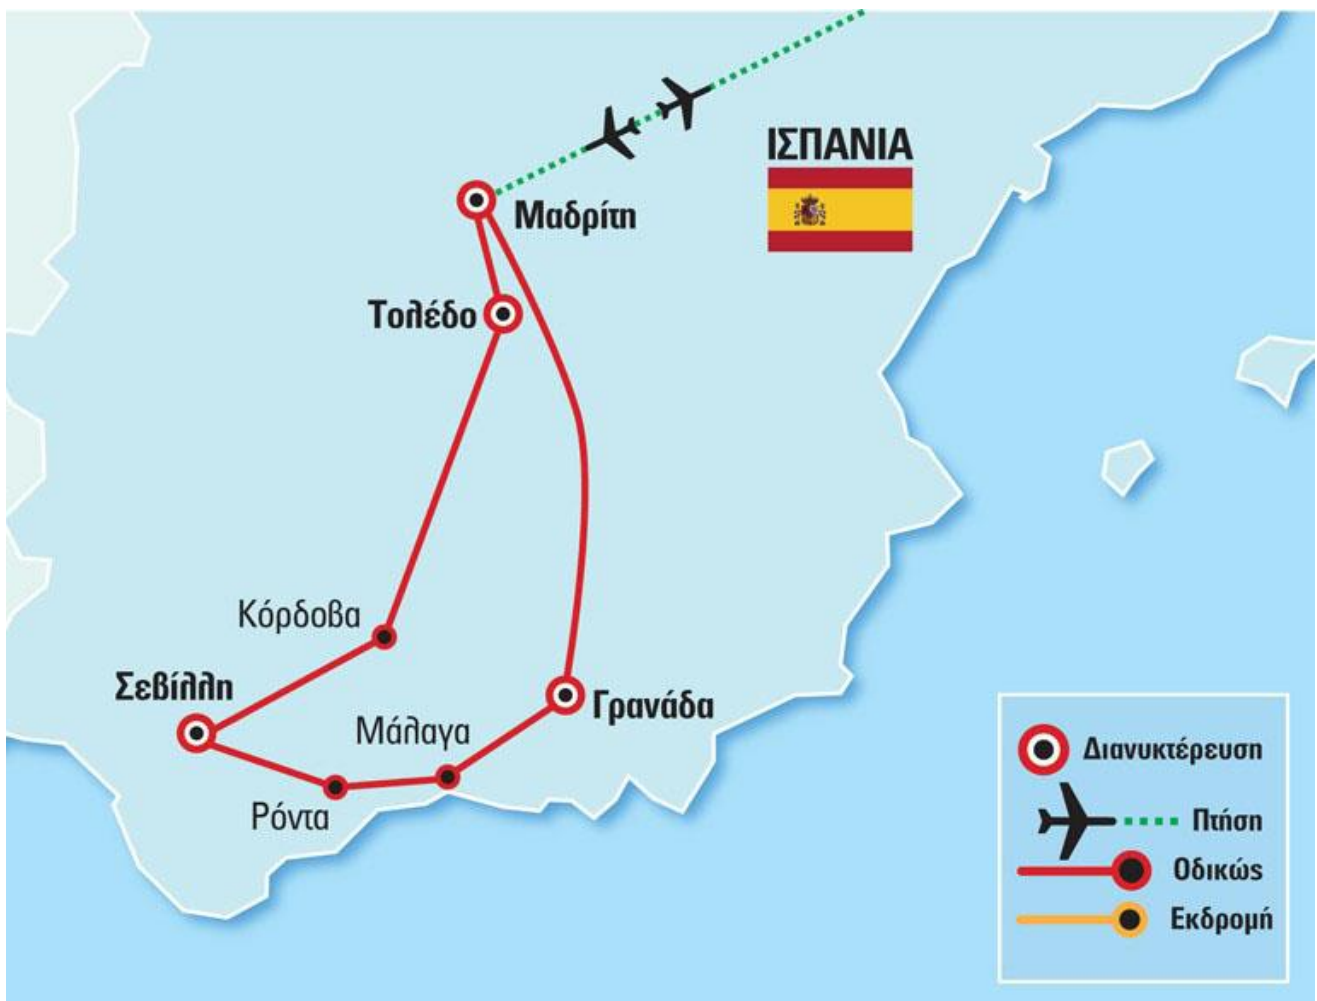 ΙΣΠΑΝΙΑ
Μαδρίτη
Τολέδο
Κόρδοβα
Σεβίλλη
Γρανάδα
Μάλαγα
Ρόντα
Διανυκτέρευση
Πτήση
Οδικώς
Εκδρομή